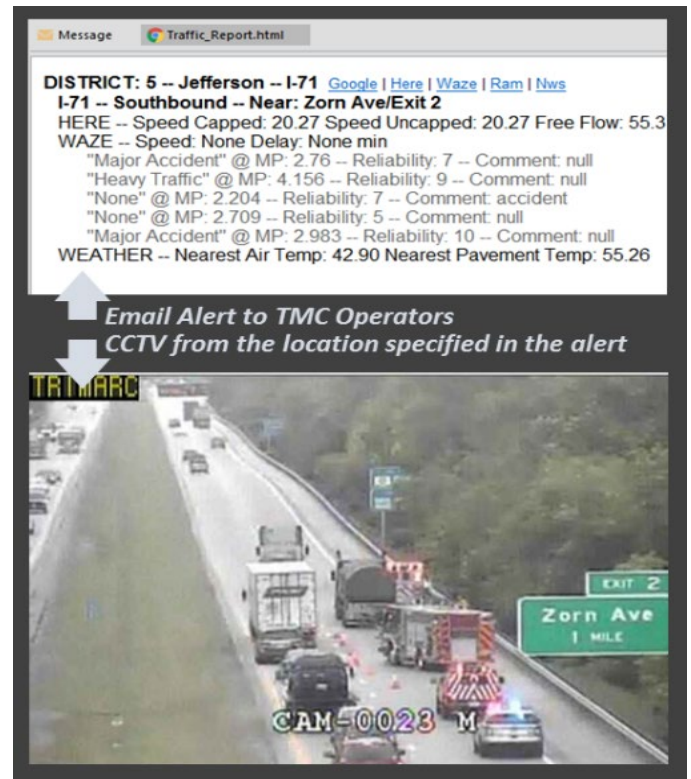 Message Traffic_Report.html
DISTRICT: 5 -- Jefferson -- I-71 Google | Here | Waze | Ram | Nws
I-71 -- Southbound -- Near: Zorn Ave/Exit 2
HERE -- Speed Capped: 20.27 Speed Uncapped: 20.27 Free Flow: 55.3
WAZE -- Speed: None Delay: None min
"Major Accident" @ MP: 2.76 -- Reliability: 7 -- Comment: null
"Heavy Traffic" @ MP: 4.156 -- Reliability: 9 -- Comment: null
"None" @ MP: 2.204 -- Reliability: 7 -- Comment: accident
"None" @ MP: 2.709 -- Reliability: 5 -- Comment: null
"Major Accident" @ MP: 2.983 -- Reliability: 10 -- Comment: null
WEATHER -- Nearest Air Temp: 42.90 Nearest Pavement Temp: 55.26
Email Alert to TMC Operators
CCTV from the location specified in the alert
TRIMARC
EXIT 2
Zorn Ave
1 MILE
CAM-0023 M